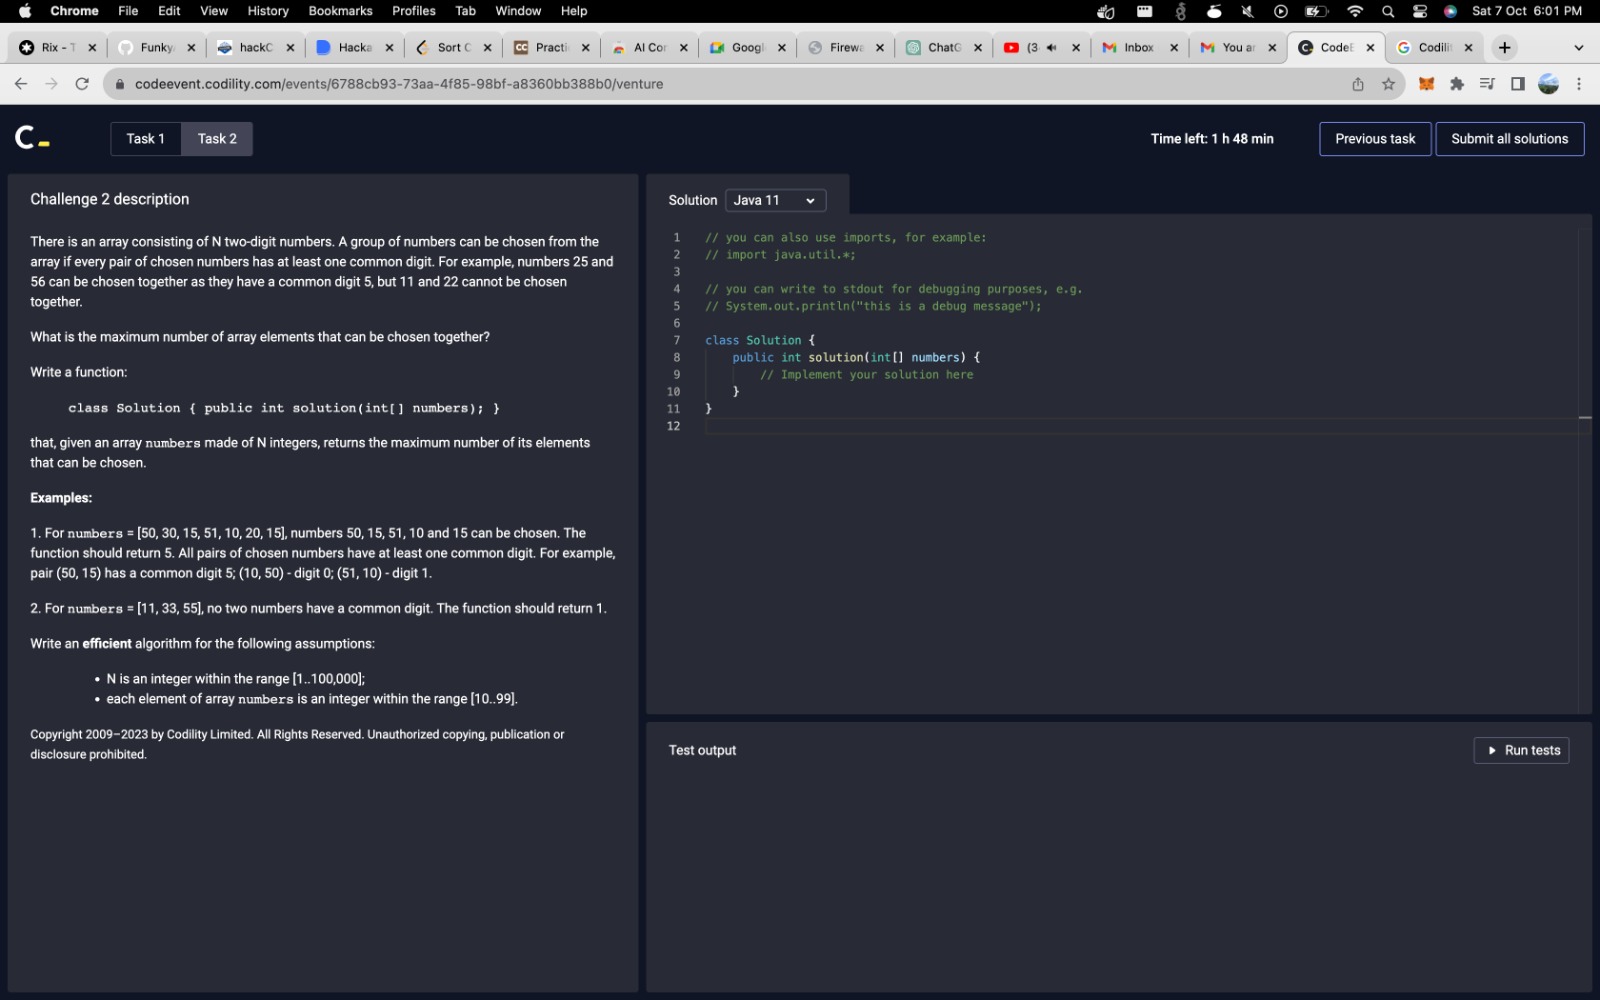 Chrome File Edit View History Bookmarks Profiles Tab Window Help Sat 7 Oct 6:01 PM
Rix - T Funky hackC Hacka Sort C Practi AI Cor Googl Firewa ChatG (3 Inbox You ar CodeE Codili
codeevent.codility.com/events/6788cb93-73aa-4f85-98bf-a8360bb388b0/venture
C_ Task 1 Task 2 Time left: 1 h 48 min Previous task Submit all solutions
Challenge 2 description
There is an array consisting of N two-digit numbers. A group of numbers can be chosen from the
array if every pair of chosen numbers has at least one common digit. For example, numbers 25 and
56 can be chosen together as they have a common digit 5, but 11 and 22 cannot be chosen
together.
What is the maximum number of array elements that can be chosen together?
Write a function:
class Solution { public int solution(int[] numbers); }
that, given an array numbers made of N integers, returns the maximum number of its elements
that can be chosen.
Examples:
1. For numbers = [50, 30, 15, 51, 10, 20, 15], numbers 50, 15, 51, 10 and 15 can be chosen. The
function should return 5. All pairs of chosen numbers have at least one common digit. For example,
pair (50, 15) has a common digit 5; (10, 50) - digit 0; (51, 10) - digit 1.
2. For numbers = [11, 33, 55], no two numbers have a common digit. The function should return 1.
Write an efficient algorithm for the following assumptions:
• N is an integer within the range [1..100,000];
• each element of array numbers is an integer within the range [10..99].
Copyright 2009–2023 by Codility Limited. All Rights Reserved. Unauthorized copying, publication or
disclosure prohibited.
Solution Java 11
1 // you can also use imports, for example:
2 // import java.util.*;
3
4 // you can write to stdout for debugging purposes, e.g.
5 // System.out.println("this is a debug message");
6
7 class Solution {
8 public int solution(int[] numbers) {
9 // Implement your solution here
10 }
11 }
12
Test output Run tests